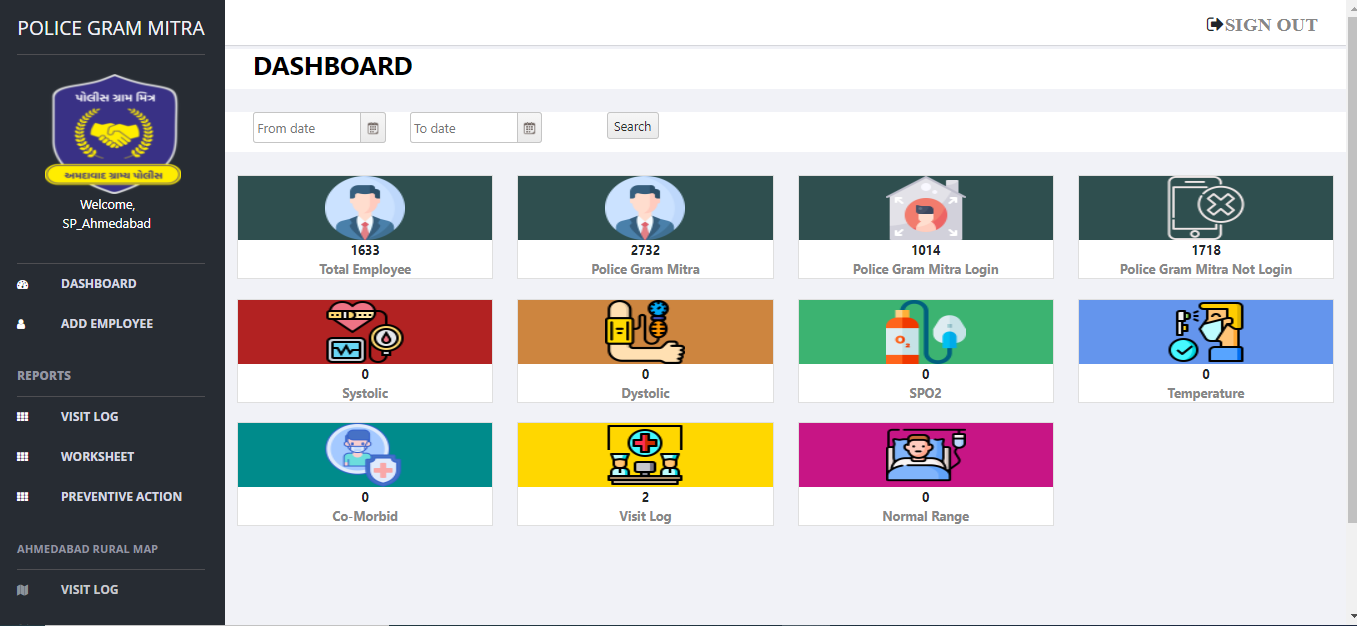 POLICE GRAM MITRA
પોલીસ ગ્રામ મિત્ર
અમદાવાદ ગ્રામ્ય પોલીસ
Welcome,
SP_Ahmedabad
DASHBOARD
ADD EMPLOYEE
REPORTS
VISIT LOG
WORKSHEET
PREVENTIVE ACTION
AHMEDABAD RURAL MAP
VISIT LOG
SIGN OUT
DASHBOARD
From date
To date
Search
1633
Total Employee
2732
Police Gram Mitra
1014
Police Gram Mitra Login
1718
Police Gram Mitra Not Login
0
Systolic
0
Dystolic
O₂
0
SPO2
0
Temperature
0
Co-Morbid
2
Visit Log
0
Normal Range